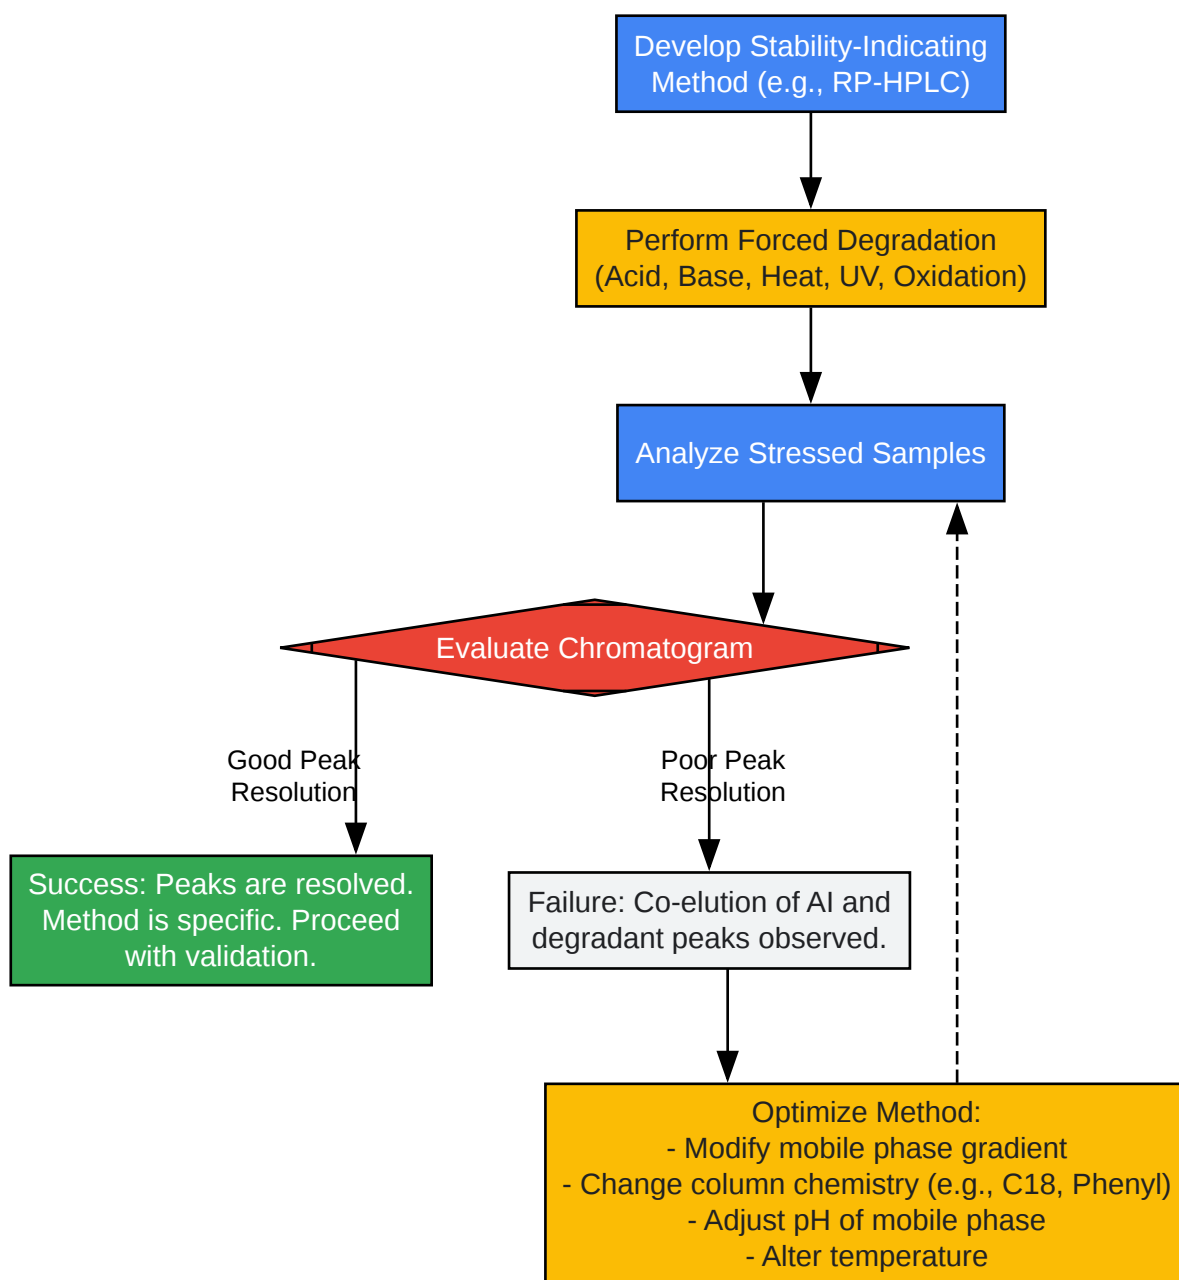 Develop Stability-Indicating
Method (e.g., RP-HPLC)
Perform Forced Degradation
(Acid, Base, Heat, UV, Oxidation)
Analyze Stressed Samples
Evaluate Chromatogram
Good Peak
Resolution
Poor Peak
Resolution
Success: Peaks are resolved.
Method is specific. Proceed
with validation.
Failure: Co-elution of AI and
degradant peaks observed.
Optimize Method:
- Modify mobile phase gradient
- Change column chemistry (e.g., C18, Phenyl)
- Adjust pH of mobile phase
- Alter temperature